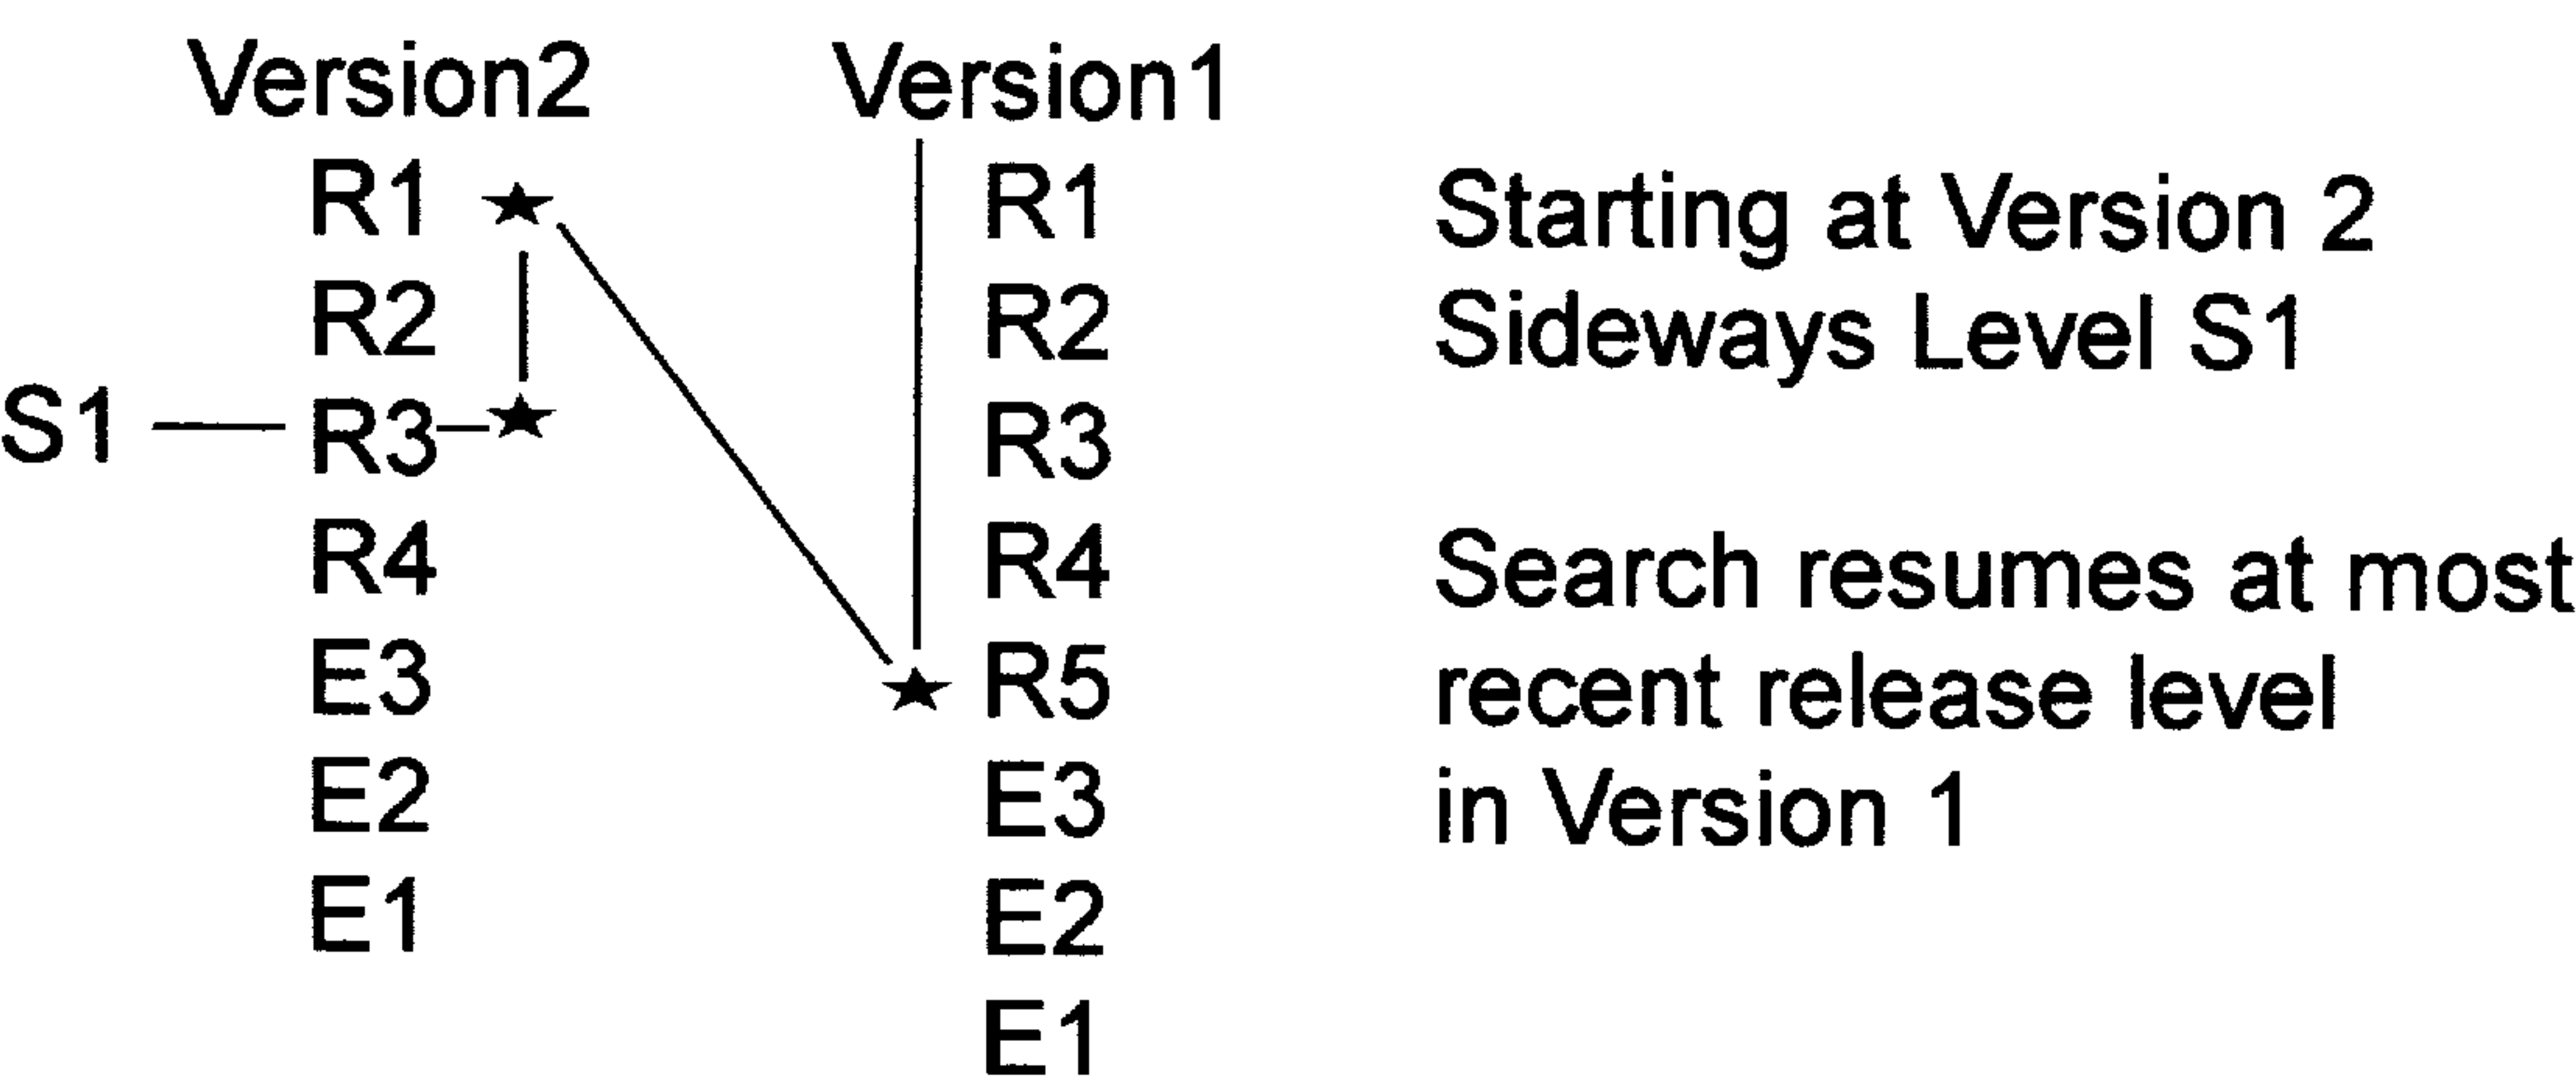 Version2
R1
R2
S1 R3
R4
E3
E2
E1
Version1
R1
R2
R3
R4
R5
E3
E2
E1
Starting at Version 2
Sideways Level S1
Search resumes at most
recent release level
in Version 1